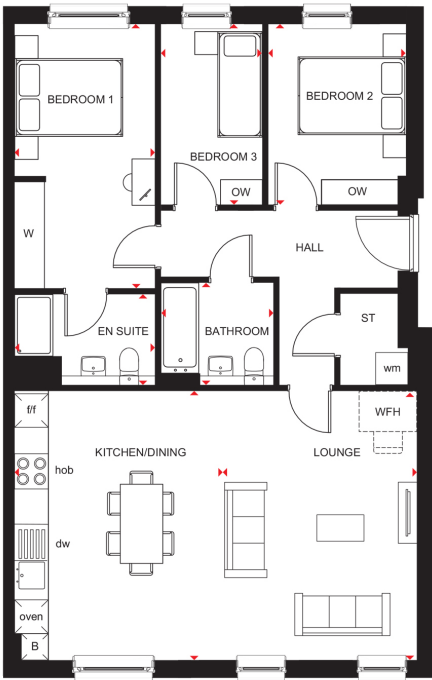 BEDROOM 1
BEDROOM 2
BEDROOM 3
OW
OW
W
HALL
EN SUITE
BATHROOM
ST
wm
f/f
WFH
KITCHEN/DINING
LOUNGE
hob
dw
oven
B